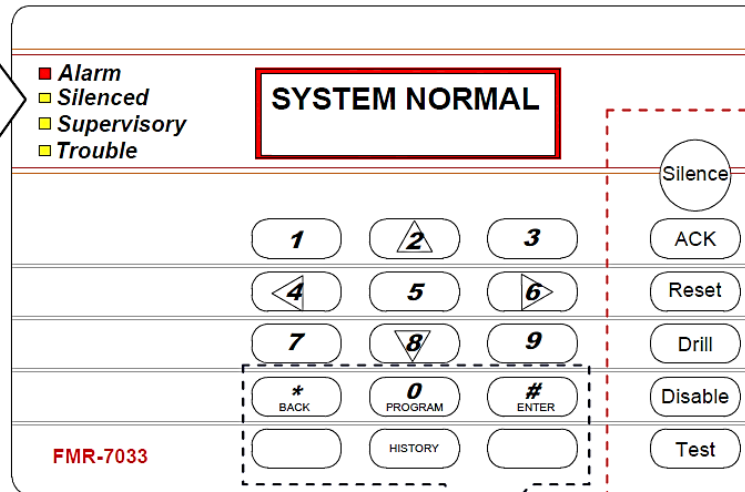 Alarm
Silenced
Supervisory
Trouble
SYSTEM NORMAL
Silence
1 2 3 ACK
4 5 6 Reset
7 8 9 Drill
* 0 # Disable
BACK PROGRAM ENTER
HISTORY Test
FMR-7033